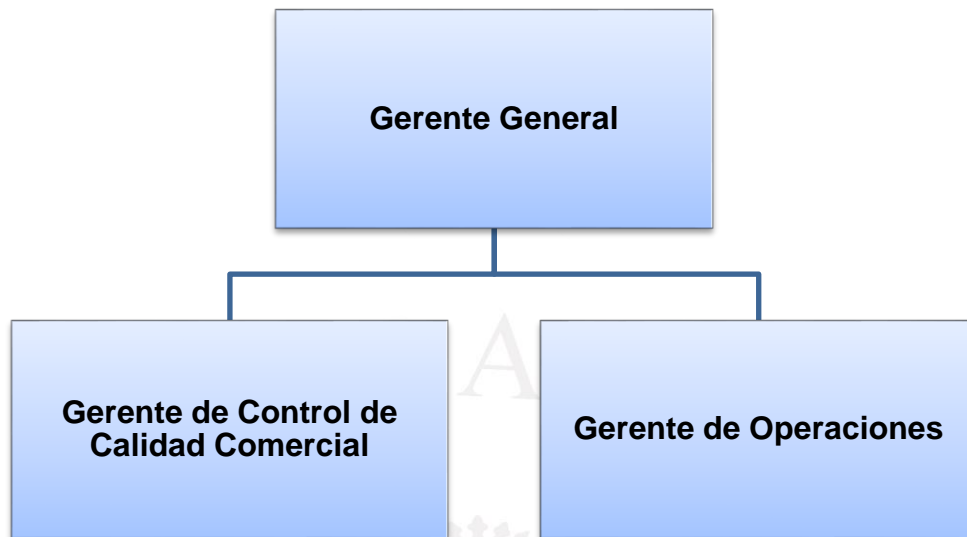 Gerente General
Gerente de Control de
Calidad Comercial
Gerente de Operaciones
A